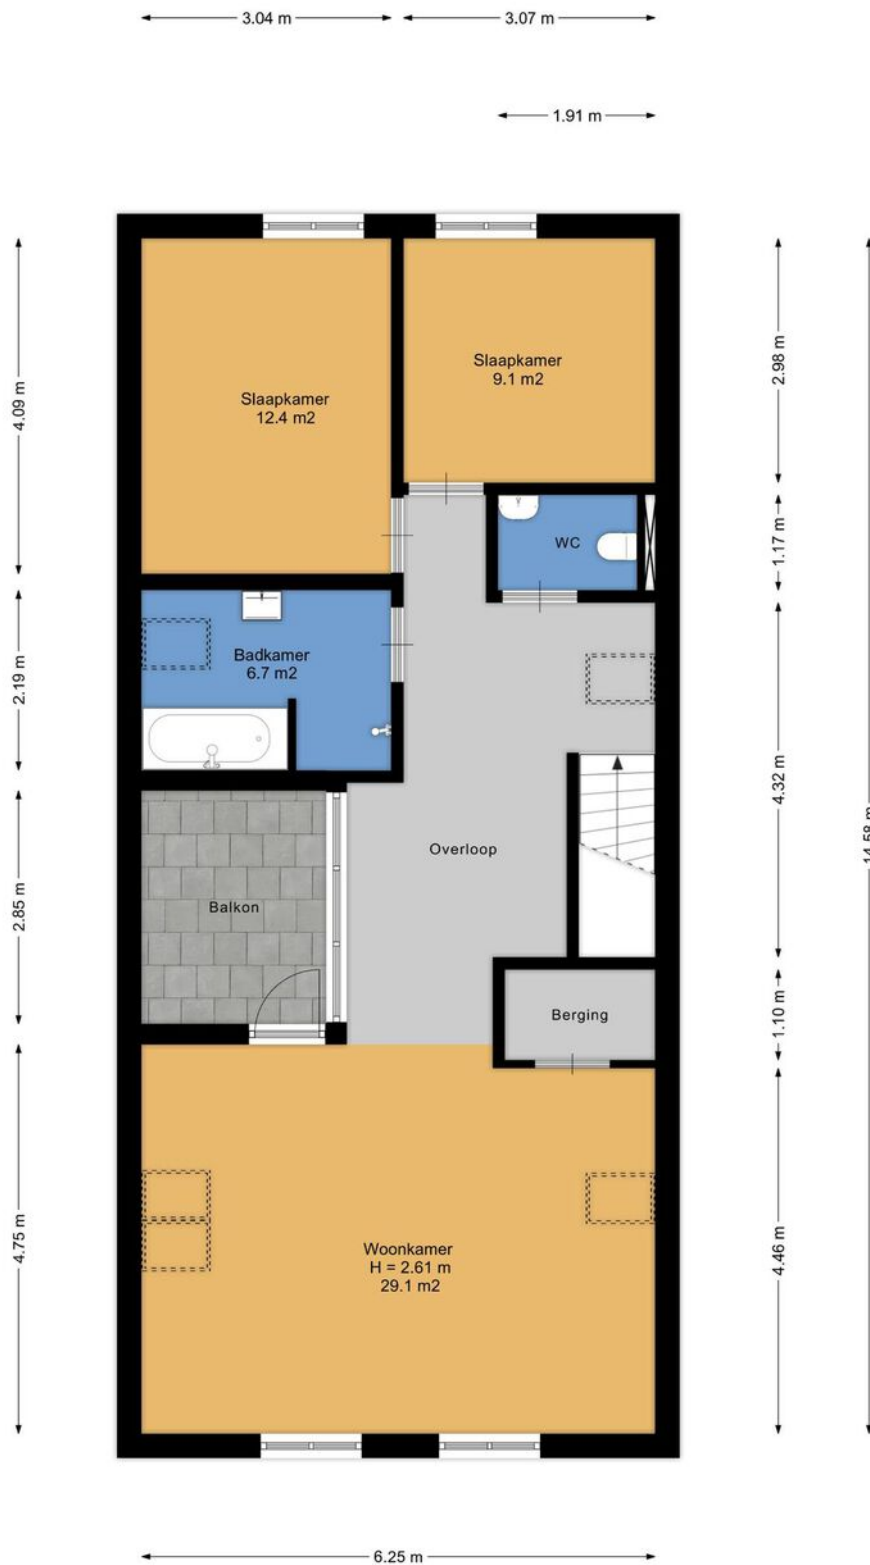 3.04 m
3.07 m
1.91 m
4.09 m
2.98 m
Slaapkamer
9.1 m2
Slaapkamer
12.4 m2
WC
1.17 m
Badkamer
6.7 m2
2.19 m
4.32 m
14.58 m
Overloop
Balkon
2.85 m
Berging
1.10 m
4.75 m
4.46 m
Woonkamer
H = 2.61 m
29.1 m2
6.25 m